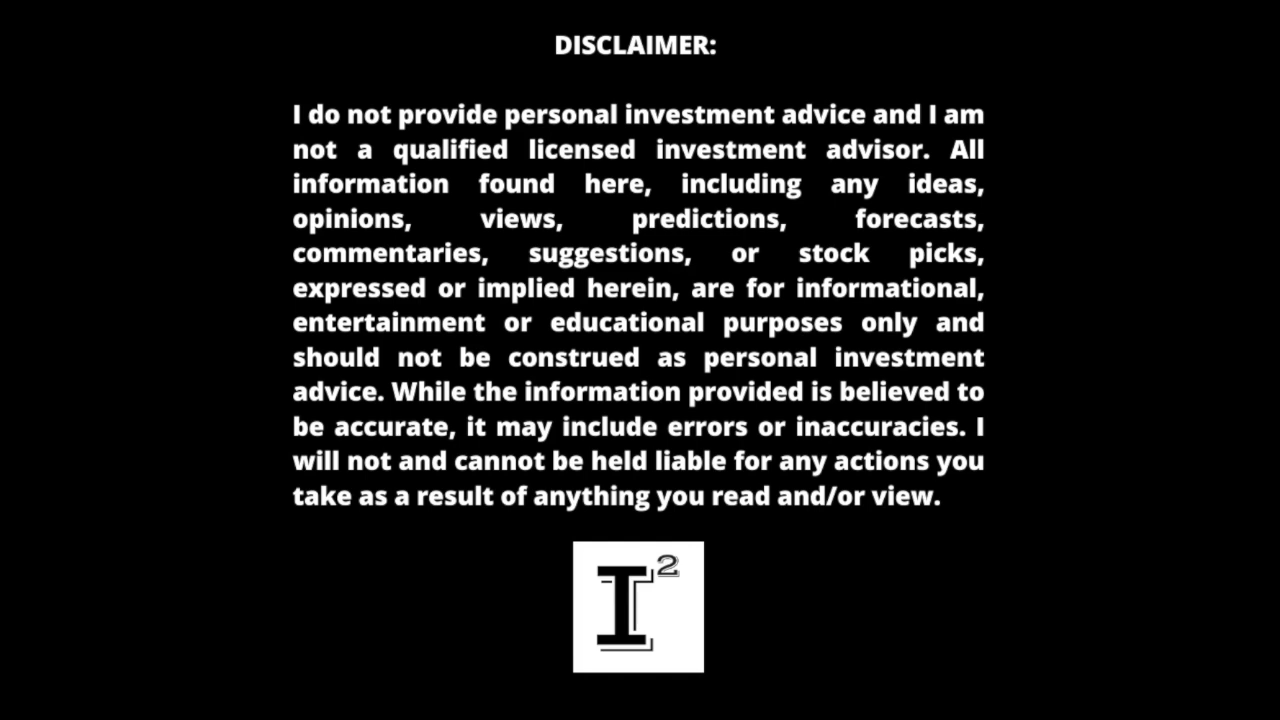 DISCLAIMER:
I do not provide personal investment advice and I am
not a qualified licensed investment advisor. All
information found here, including any ideas,
opinions, views, predictions, forecasts,
commentaries, suggestions, or stock picks,
expressed or implied herein, are for informational,
entertainment or educational purposes only and
should not be construed as personal investment
advice. While the information provided is believed to
be accurate, it may include errors or inaccuracies. I
will not and cannot be held liable for any actions you
take as a result of anything you read and/or view.
I²